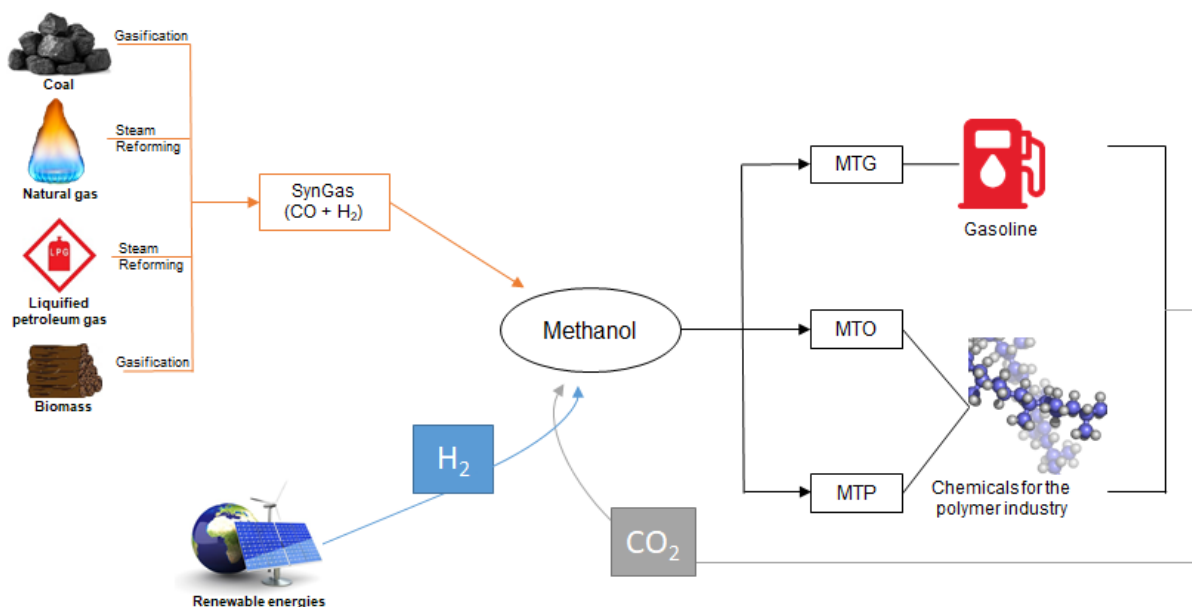 Gasification
Coal
Steam
Reforming
Natural gas
SynGas
(CO + H₂)
LPG
Steam
Reforming
Liquified
petroleum gas
Gasification
Biomass
Methanol
MTG
Gasoline
MTO
MTP
Chemicals for the
polymer industry
H₂
CO₂
Renewable energies